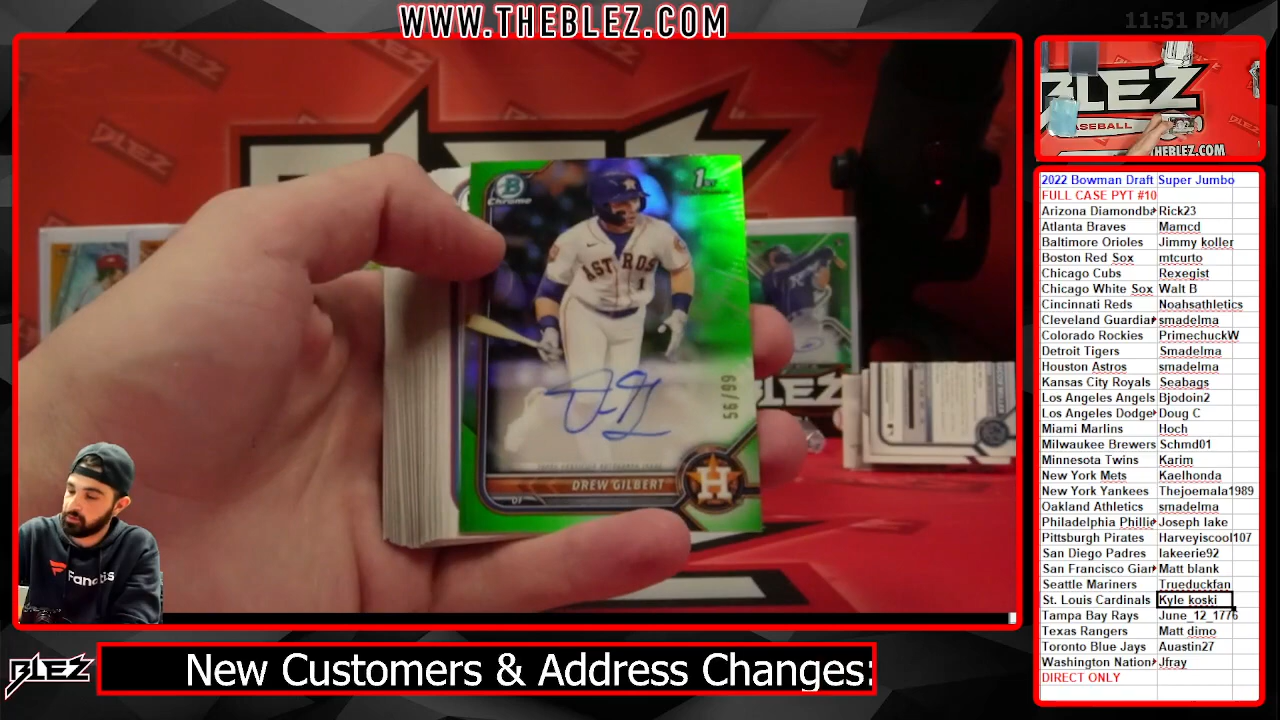 WWW.THEBLEZ.COM
11:51 PM
BLEZ
BASEBALL
THEBLEZ.COM
Chrome
1ST
ASTROS
1
56/99
DREW GILBERT
OF
H
BLEZ
Fanatics
2022 Bowman Draft Super Jumbo
FULL CASE PYT #10
Arizona Diamondba Rick23
Atlanta Braves Mamcd
Baltimore Orioles Jimmy koller
Boston Red Sox mtcurto
Chicago Cubs Rexegist
Chicago White Sox Walt B
Cincinnati Reds Noahsathletics
Cleveland Guardian smadelma
Colorado Rockies PrimechuckW
Detroit Tigers Smadelma
Houston Astros smadelma
Kansas City Royals Seabags
Los Angeles Angels Bjodoin2
Los Angeles Dodge Doug C
Miami Marlins Hoch
Milwaukee Brewers Schmd01
Minnesota Twins Karim
New York Mets Kaelhonda
New York Yankees Thejoemala1989
Oakland Athletics smadelma
Philadelphia Phillie Joseph lake
Pittsburgh Pirates Harveyiscool107
San Diego Padres lakeerie92
San Francisco Gian Matt blank
Seattle Mariners Trueduckfan
St. Louis Cardinals Kyle koski
Tampa Bay Rays June_12_1776
Texas Rangers Matt dimo
Toronto Blue Jays Auastin27
Washington Nation Jfray
DIRECT ONLY
BLEZ
New Customers & Address Changes: